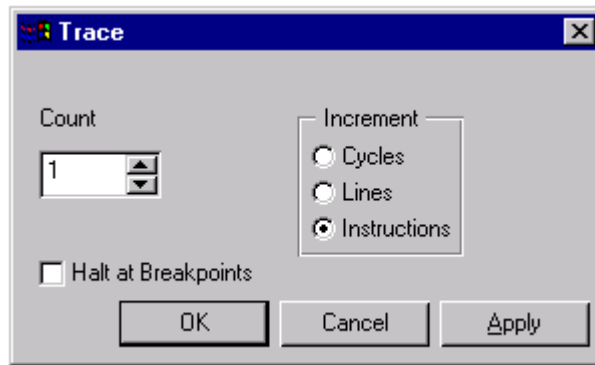 Trace
Count
1
Increment
Cycles
Lines
Instructions
Halt at Breakpoints
OK
Cancel
Apply